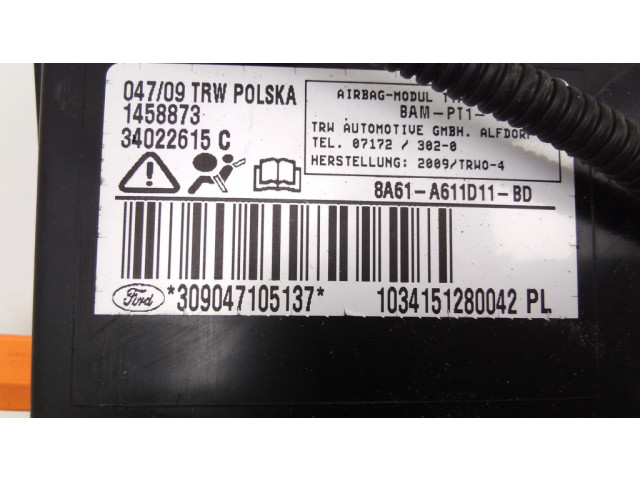 047/09 TRW POLSKA
1458873
34022615 C
AIRBAG-MODUL
BAM-PT1-
TRW AUTOMOTIVE GMBH. ALFDORF
TEL. 07172 / 302-0
HERSTELLUNG: 2009/TRWO-4
8A61-A611D11-BD
Ford *309047105137* 1034151280042 PL